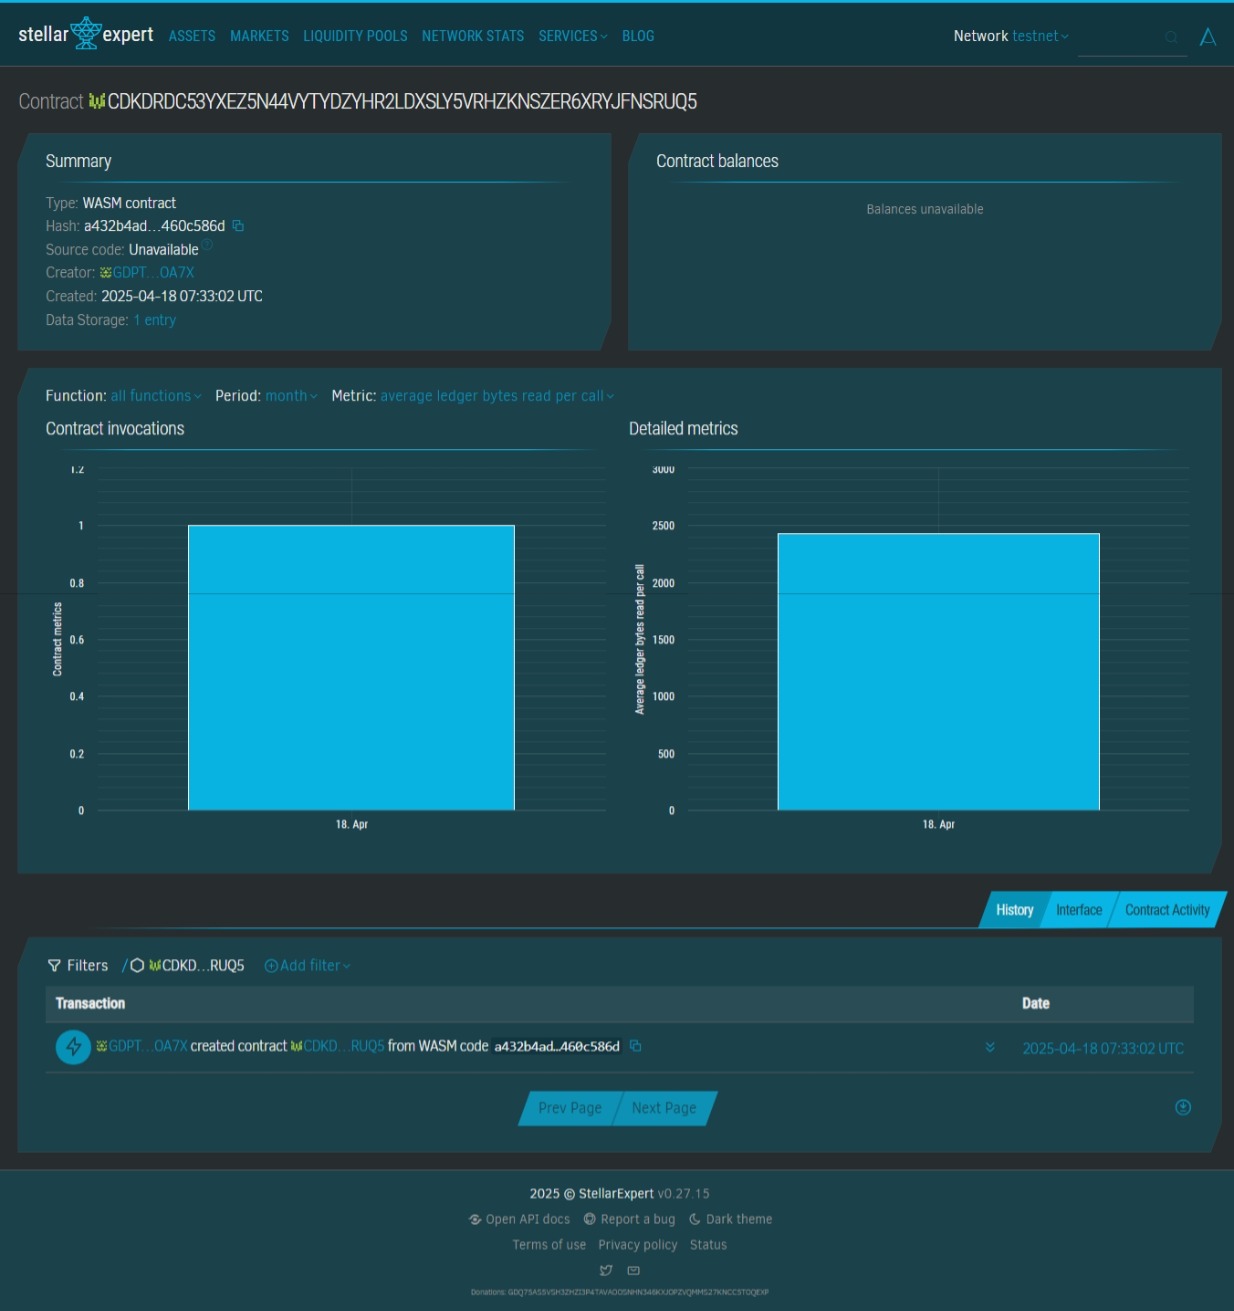 stellar expert ASSETS MARKETS LIQUIDITY POOLS NETWORK STATS SERVICES BLOG Network testnet
Contract CDKDRDC53YXEZ5N44VYTYDZYHR2LDXSLY5VRHZKNSZER6XRYJFNSRUQ5
Summary
Type: WASM contract
Hash: a432b4ad...460c586d
Source code: Unavailable
Creator: GDPT...OA7X
Created: 2025-04-18 07:33:02 UTC
Data Storage: 1 entry
Contract balances
Balances unavailable
Function: all functions Period: month Metric: average ledger bytes read per call
Contract invocations
1.2
1
0.8
0.6
0.4
0.2
0
Contract metrics
18. Apr
Detailed metrics
3000
2500
2000
1500
1000
500
0
Average ledger bytes read per call
18. Apr
History Interface Contract Activity
Filters / CDKD...RUQ5 Add filter
Transaction Date
GDPT...OA7X created contract CDKD...RUQ5 from WASM code a432b4ad...460c586d 2025-04-18 07:33:02 UTC
Prev Page Next Page
2025 © StellarExpert v0.27.15
Open API docs Report a bug Dark theme
Terms of use Privacy policy Status
Donations: